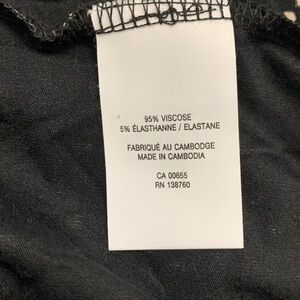 95% VISCOSE
5% ÉLASTHANNE / ELASTANE
FABRIQUÉ AU CAMBODGE
MADE IN CAMBODIA
CA 00655
RN 138760